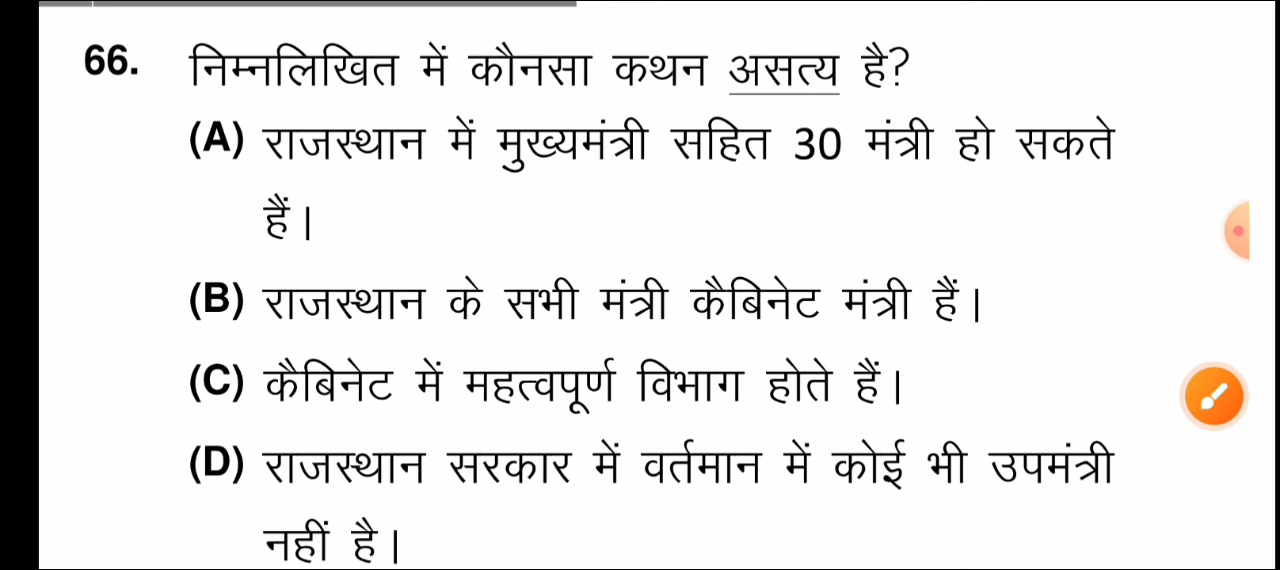 66. निम्नलिखित में कौनसा कथन असत्य है?
(A) राजस्थान में मुख्यमंत्री सहित 30 मंत्री हो सकते
हैं।
(B) राजस्थान के सभी मंत्री कैबिनेट मंत्री हैं।
(C) कैबिनेट में महत्वपूर्ण विभाग होते हैं।
(D) राजस्थान सरकार में वर्तमान में कोई भी उपमंत्री
नहीं है।